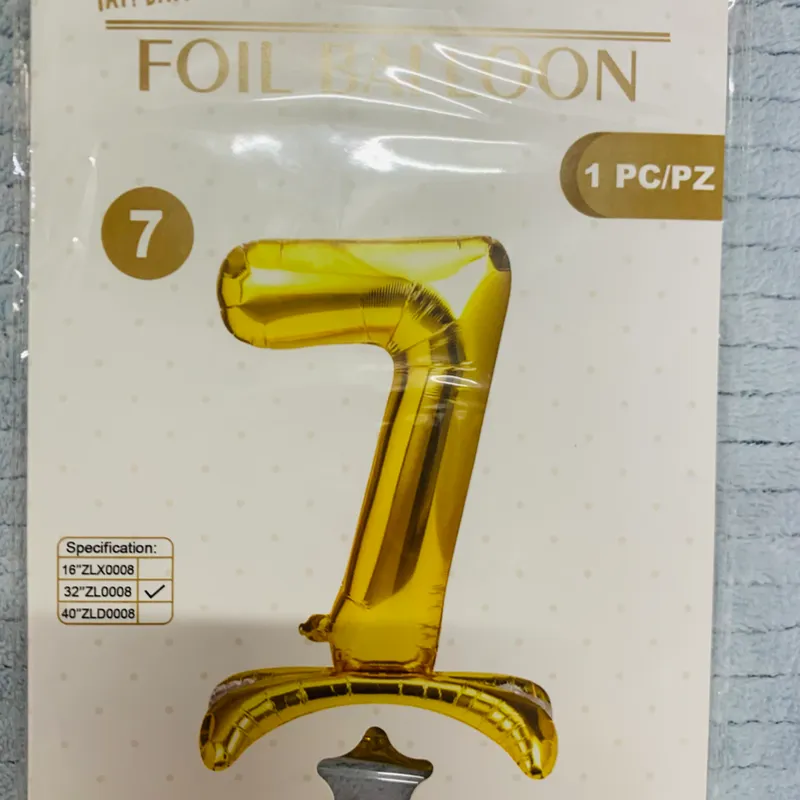 FOIL BALLOON
1 PC/PZ
7
Specification:
16"ZLX0008
32"ZL0008 ✓
40"ZLD0008